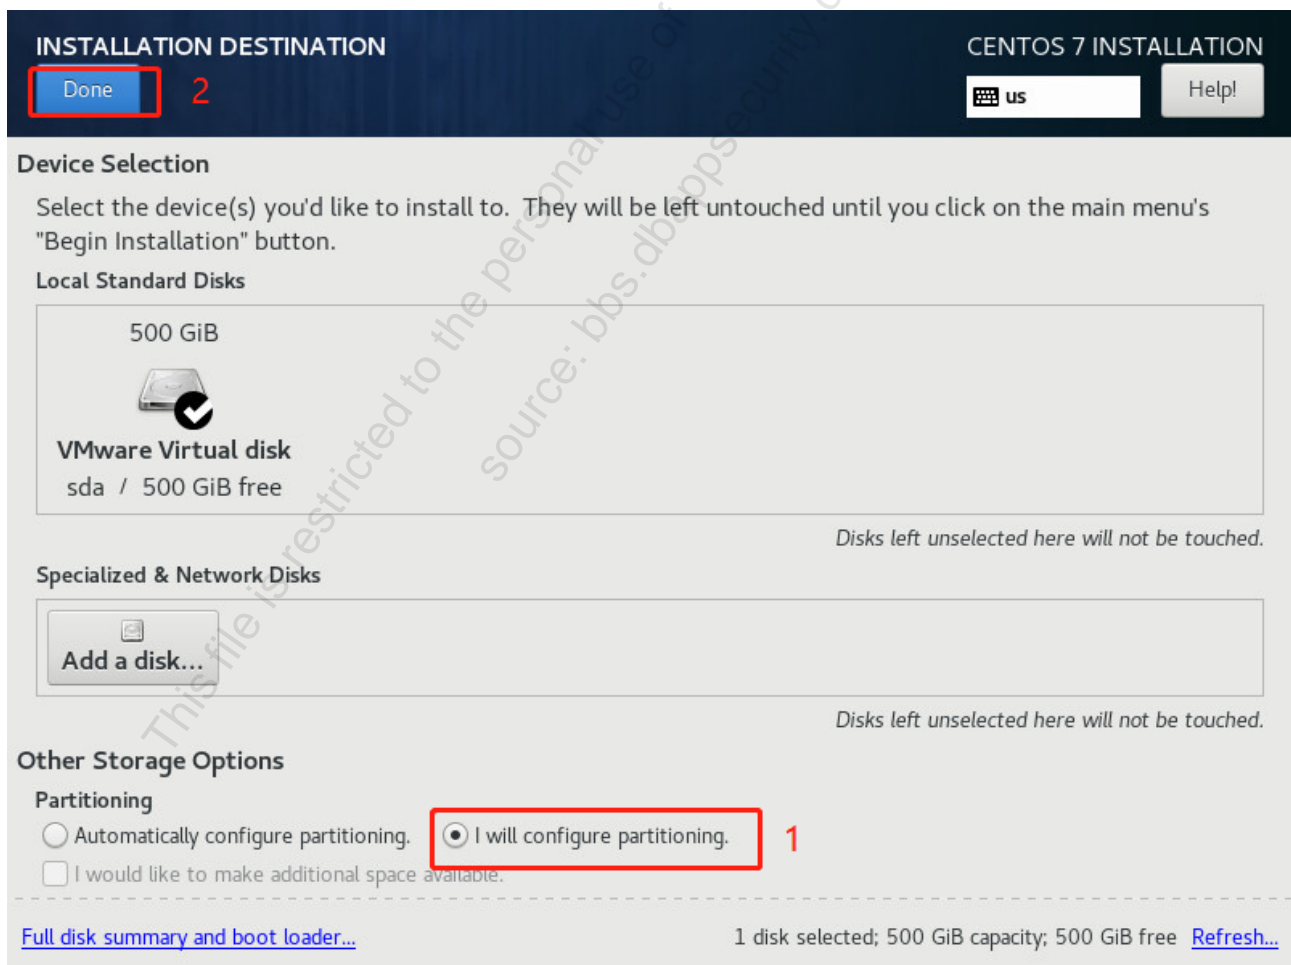 INSTALLATION DESTINATION
CENTOS 7 INSTALLATION
Done
2
us
Help!
Device Selection
Select the device(s) you'd like to install to. They will be left untouched until you click on the main menu's
"Begin Installation" button.
Local Standard Disks
500 GiB
VMware Virtual disk
sda / 500 GiB free
Disks left unselected here will not be touched.
Specialized & Network Disks
Add a disk...
Disks left unselected here will not be touched.
Other Storage Options
Partitioning
Automatically configure partitioning.
I will configure partitioning.
1
I would like to make additional space available.
Full disk summary and boot loader...
1 disk selected; 500 GiB capacity; 500 GiB free
Refresh...
This file is restricted to the personal use of
source: bbs.dbappsecurity.